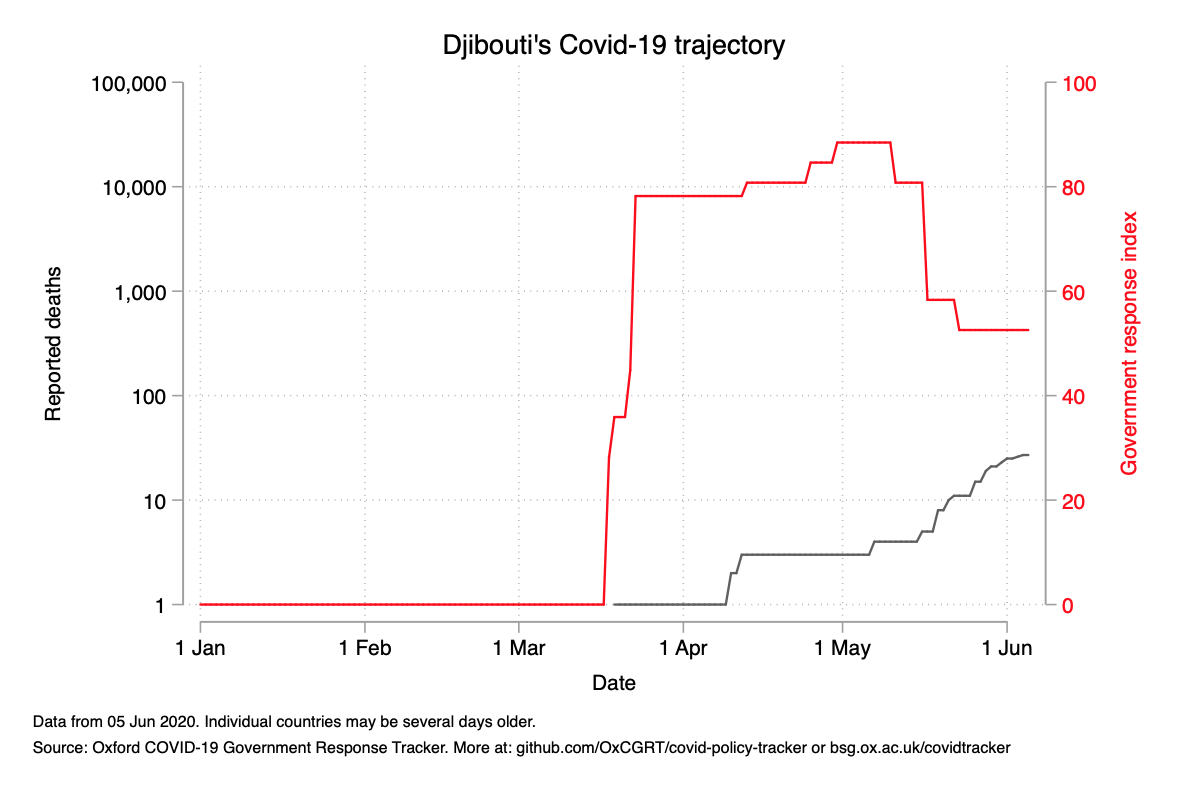 Djibouti's Covid-19 trajectory
100,000
10,000
1,000
100
10
1
Reported deaths
100
80
60
40
20
0
Government response index
1 Jan
1 Feb
1 Mar
1 Apr
1 May
1 Jun
Date
Data from 05 Jun 2020. Individual countries may be several days older.
Source: Oxford COVID-19 Government Response Tracker. More at: github.com/OxCGRT/covid-policy-tracker or bsg.ox.ac.uk/covidtracker